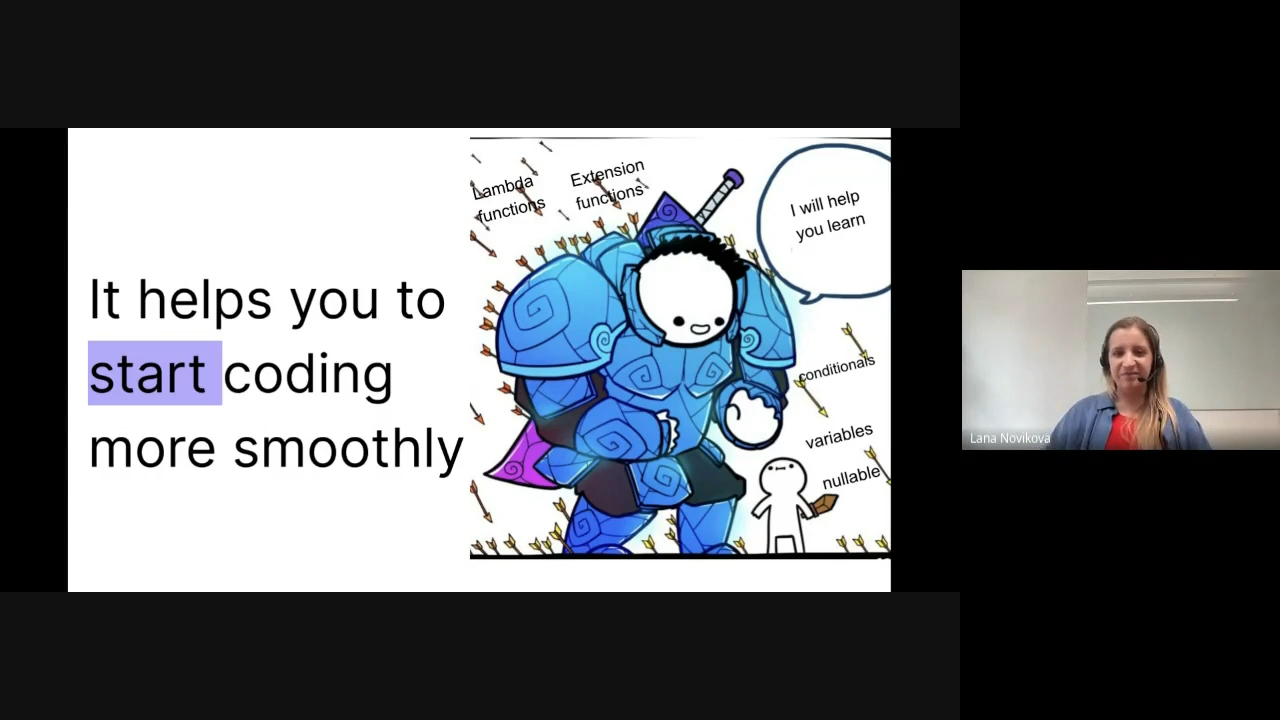 It helps you to
start coding
more smoothly
Lambda
functions
Extension
functions
I will help
you learn
conditionals
variables
nullable
Lana Novikova